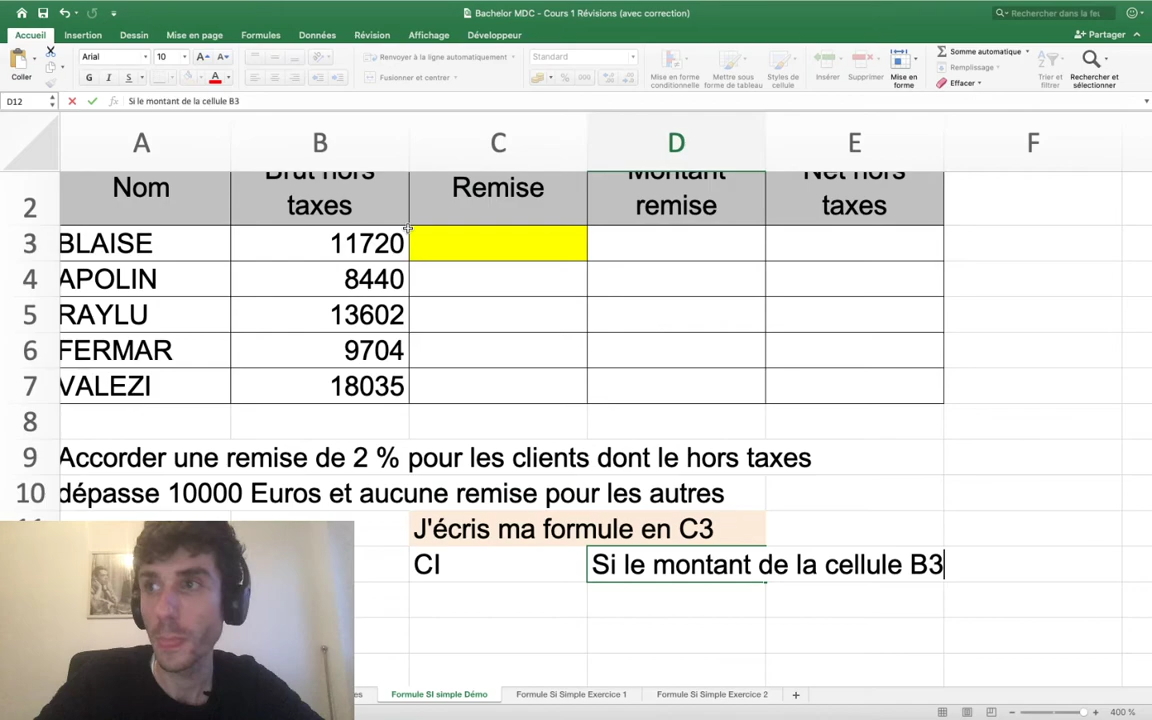 Bachelor MDC - Cours 1 Révisions (avec correction)
Rechercher dans la feu
Accueil Insertion Dessin Mise en page Formules Données Révision Affichage Développeur
Partager
Coller
Arial 10
G I S
Renvoyer à la ligne automatiquement
Fusionner et centrer
Standard
% 000
Mise en forme conditionnelle
Mettre sous forme de tableau
Styles de cellule
Insérer
Supprimer
Mise en forme
Somme automatique
Remplissage
Effacer
Trier et filtrer
Rechercher et sélectionner
D12 fx Si le montant de la cellule B3
A B C D E F
2 Nom Brut hors taxes Remise Montant remise Net hors taxes
3 BLAISE 11720
4 APOLIN 8440
5 RAYLU 13602
6 FERMAR 9704
7 VALEZI 18035
8
9 Accorder une remise de 2 % pour les clients dont le hors taxes
10 dépasse 10000 Euros et aucune remise pour les autres
J'écris ma formule en C3
CI Si le montant de la cellule B3
Formule SI simple Démo Formule Si Simple Exercice 1 Formule Si Simple Exercice 2 +
400 %